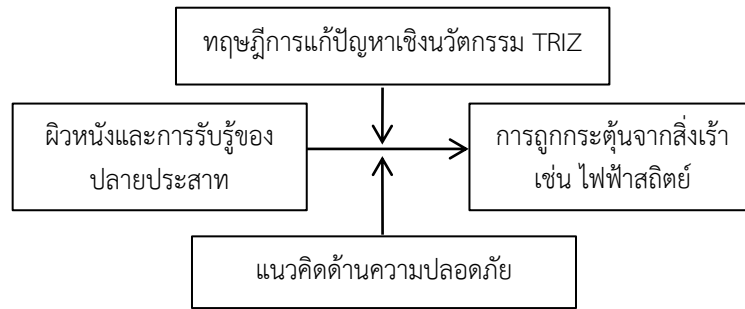 ทฤษฎีการแก้ปัญหาเชิงนวัตกรรม TRIZ
ผิวหนังและการรับรู้ของ
ปลายประสาท
การถูกกระตุ้นจากสิ่งเร้า
เช่น ไฟฟ้าสถิตย์
แนวคิดด้านความปลอดภัย